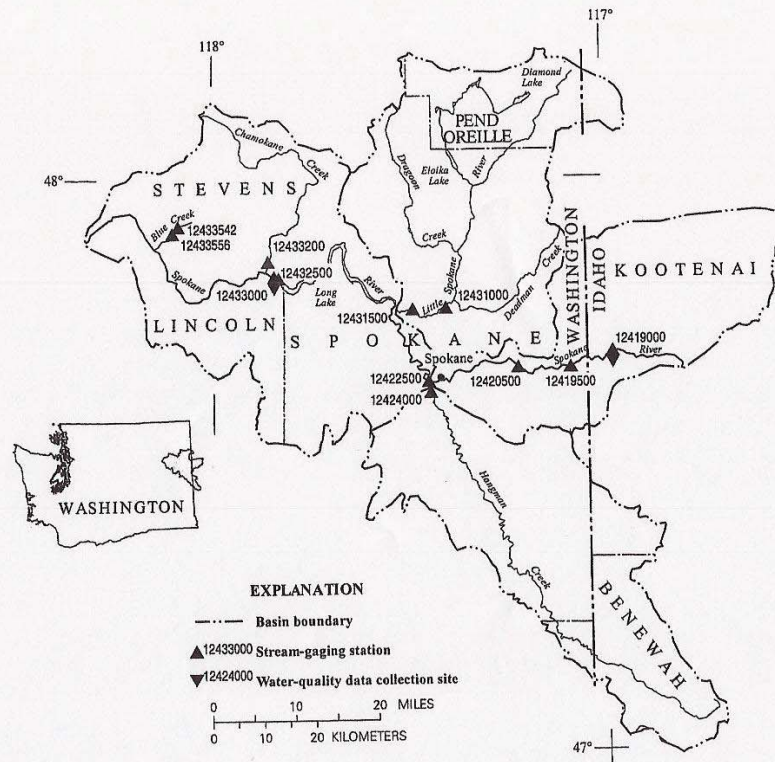 118°
117°
Diamond
Lake
PEND
OREILLE
Chamokane
Creek
Dragoon
Creek
Eloika
Lake
River
48°
STEVENS
Blue Creek
12433542
12433556
12433200
12432500
12433000
Spokane
River
Long
Lake
LINCOLN
SPOKANE
12431500
Little
Spokane
12431000
Deadman
Creek
WASHINGTON
IDAHO
KOOTENAI
Spokane
12422500
12424000
12420500
Spokane
12419500
12419000
River
Hangman
Creek
BENEWAH
WASHINGTON
EXPLANATION
Basin boundary
12433000 Stream-gaging station
12424000 Water-quality data collection site
0 10 20 MILES
0 10 20 KILOMETERS
47°